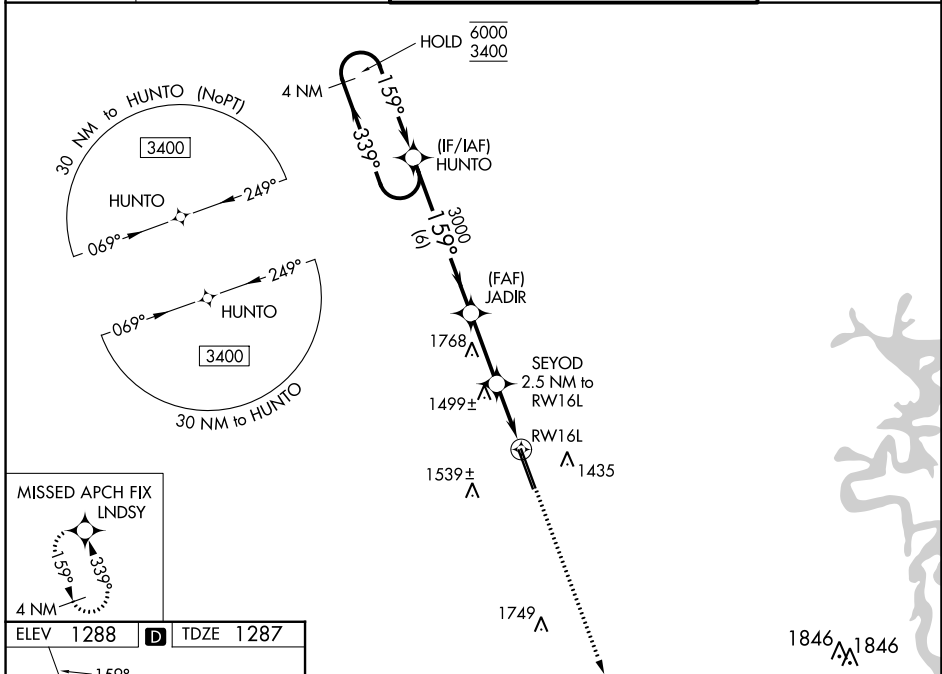 HOLD 6000
3400
4 NM
159°
339°
(IF/IAF)
HUNTO
30 NM to HUNTO (NoPT)
3400
HUNTO
249°
069°
3000
159°
(6)
249°
069°
HUNTO
3400
30 NM to HUNTO
(FAF)
JADIR
1768
SEYOD
2.5 NM to
RW16L
1499±
RW16L
1435
1539±
MISSED APCH FIX
LNDSY
159°
339°
4 NM
1749
1846
1846
ELEV 1288 D TDZE 1287
159°